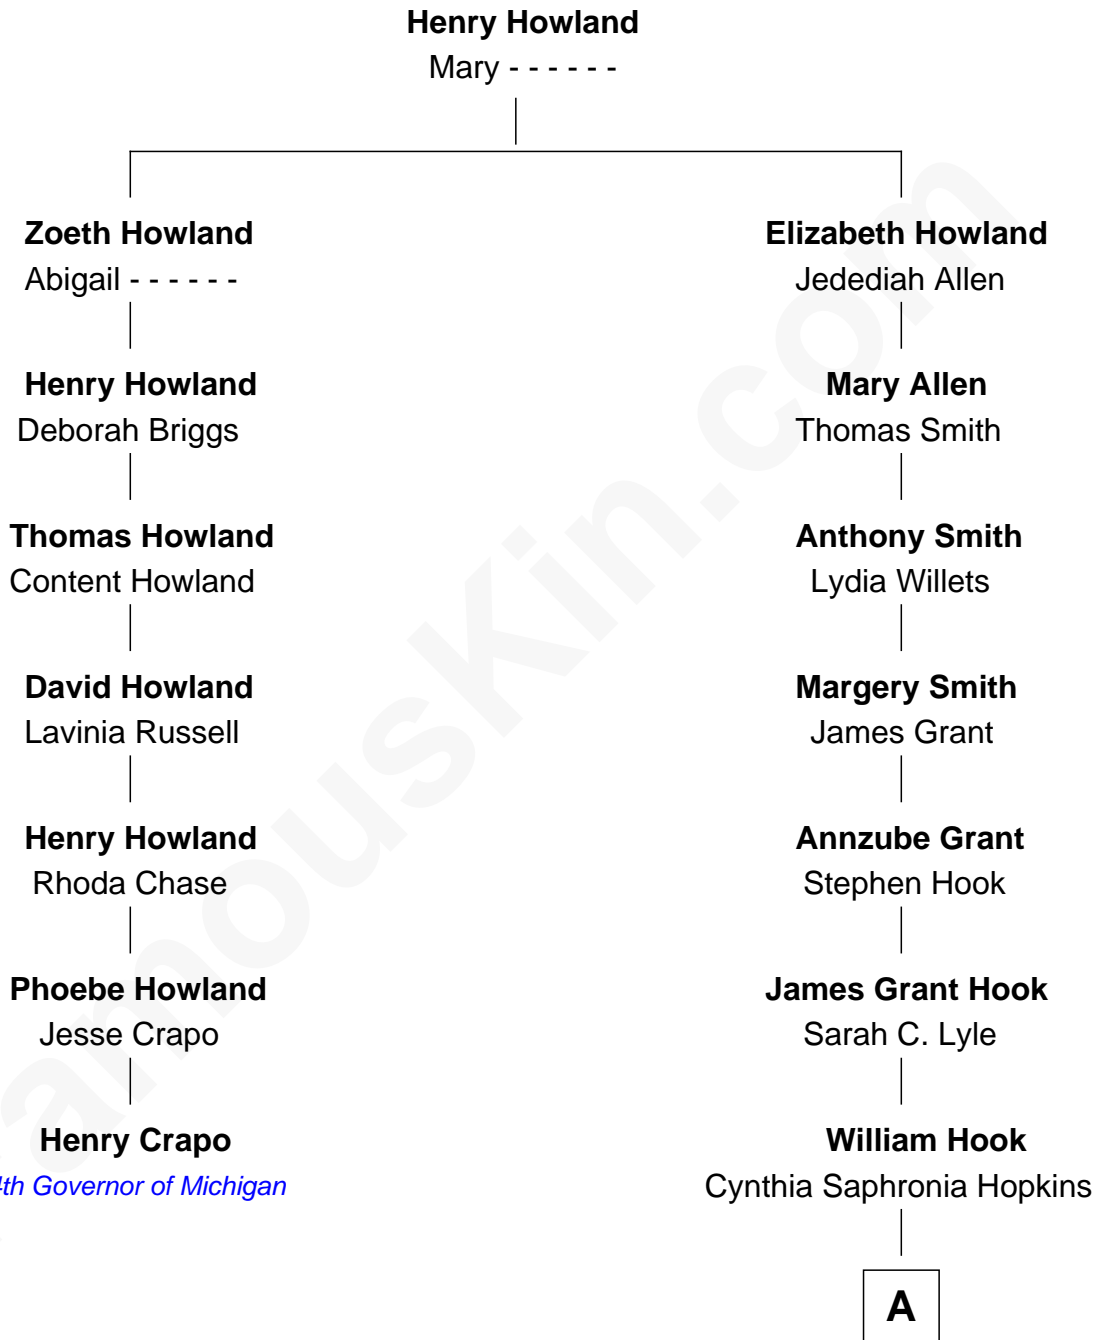 Henry Howland
Mary - - - - - -
Zoeth Howland
Abigail - - - - - -
Elizabeth Howland
Jedediah Allen
Henry Howland
Deborah Briggs
Mary Allen
Thomas Smith
Thomas Howland
Content Howland
Anthony Smith
Lydia Willets
David Howland
Lavinia Russell
Margery Smith
James Grant
Henry Howland
Rhoda Chase
Annzube Grant
Stephen Hook
Phoebe Howland
Jesse Crapo
James Grant Hook
Sarah C. Lyle
Henry Crapo
4th Governor of Michigan
William Hook
Cynthia Saphronia Hopkins
A
amousKin.com